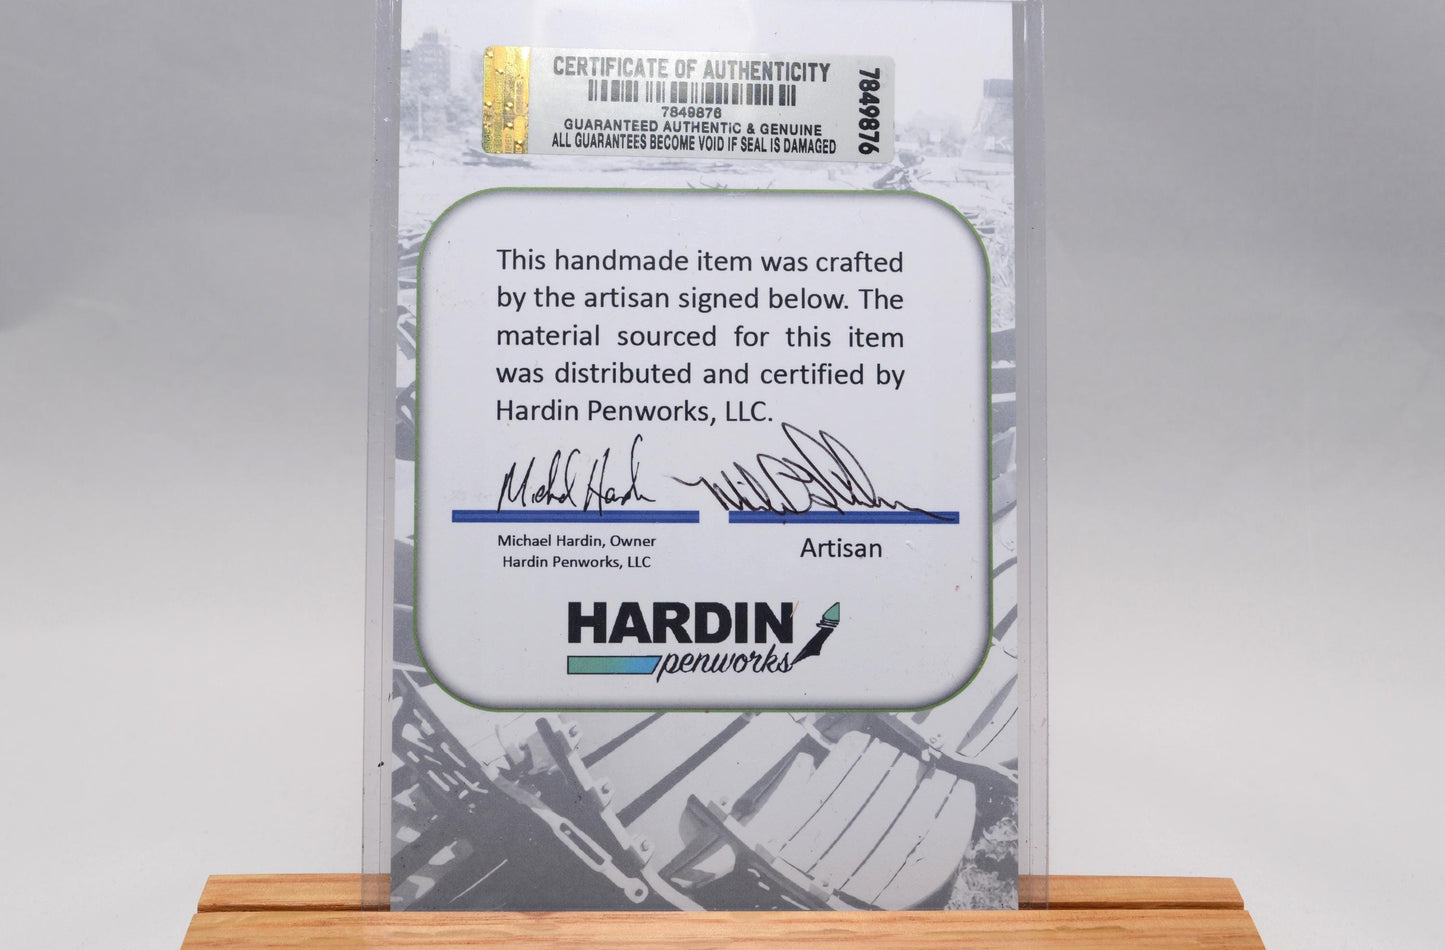 CERTIFICATE OF AUTHENTICITY
7849876
GUARANTEED AUTHENTIC & GENUINE
ALL GUARANTEES BECOME VOID IF SEAL IS DAMAGED
7849876
This handmade item was crafted
by the artisan signed below. The
material sourced for this item
was distributed and certified by
Hardin Penworks, LLC.
Michael Hardin
Michael Hardin, Owner
Hardin Penworks, LLC
Artisan
HARDIN
penworks